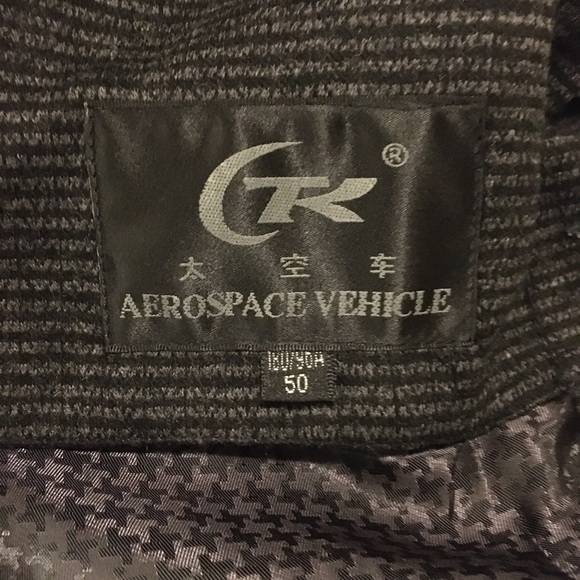 TK ®
太空车
AEROSPACE VEHICLE
180/96A
50